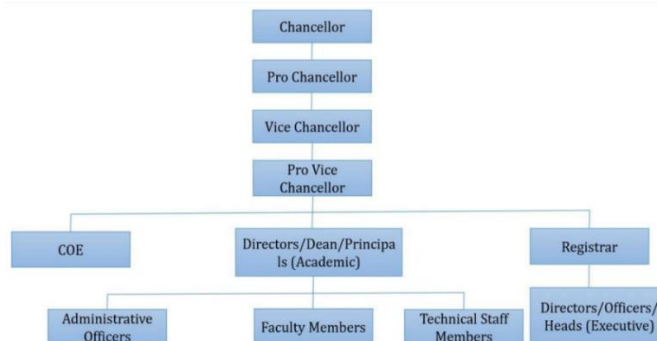 Chancellor
Pro Chancellor
Vice Chancellor
Pro Vice
Chancellor
COE
Directors/Dean/Principa
ls (Academic)
Registrar
Administrative
Officers
Faculty Members
Technical Staff
Members
Directors/Officers/
Heads (Executive)